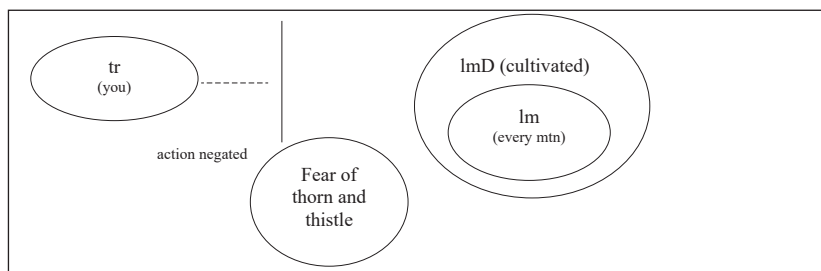 tr
(you)
action negated
Fear of
thorn and
thistle
lmD (cultivated)
lm
(every mtn)